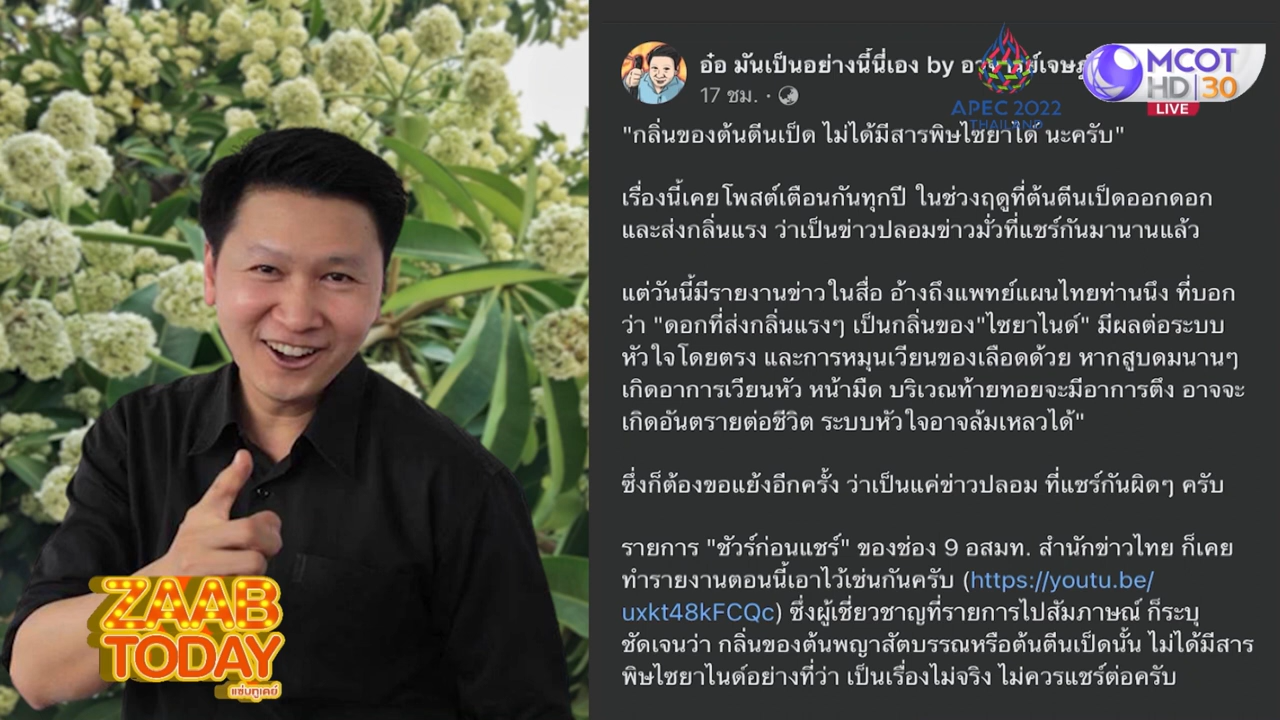 อ๋อ มันเป็นอย่างนี้นี่เอง by อาจารย์เจษฎ
17 ชม. ·
MCOT
HD 30
LIVE
APEC 2022
THAILAND
"กลิ่นของต้นตีนเป็ด ไม่ได้มีสารพิษไซยาไดั นะครับ"
เรื่องนี้เคยโพสต์เตือนกันทุกปี ในช่วงฤดูที่ต้นตีนเป็ดออกดอก
และส่งกลิ่นแรง ว่าเป็นข่าวปลอมข่าวมั่วที่แชร์กันมานานแล้ว
แต่วันนี้มีรายงานข่าวในสื่อ อ้างถึงแพทย์แผนไทยท่านนึง ที่บอก
ว่า "ดอกที่ส่งกลิ่นแรงๆ เป็นกลิ่นของ"ไซยาไนด์" มีผลต่อระบบ
หัวใจโดยตรง และการหมุนเวียนของเลือดด้วย หากสูบดมนานๆ
เกิดอาการเวียนหัว หน้ามืด บริเวณท้ายทอยจะมีอาการตึง อาจจะ
เกิดอันตรายต่อชีวิต ระบบหัวใจอาจล้มเหลวได้"
ซึ่งก็ต้องขอแย้งอีกครั้ง ว่าเป็นแค่ข่าวปลอม ที่แชร์กันผิดๆ ครับ
รายการ "ชัวร์ก่อนแชร์" ของช่อง 9 อสมท. สำนักข่าวไทย ก็เคย
ทำรายงานตอนนี้เอาไว้เช่นกันครับ (https://youtu.be/
uxkt48kFCQc) ซึ่งผู้เชี่ยวชาญที่รายการไปสัมภาษณ์ ก็ระบุ
ชัดเจนว่า กลิ่นของต้นพญาสัตบรรณหรือต้นตีนเป็ดนั้น ไม่ได้มีสาร
พิษไซยาไนด์อย่างที่ว่า เป็นเรื่องไม่จริง ไม่ควรแชร์ต่อครับ
ZAAB
TODAY
แซ่บทูเดย์